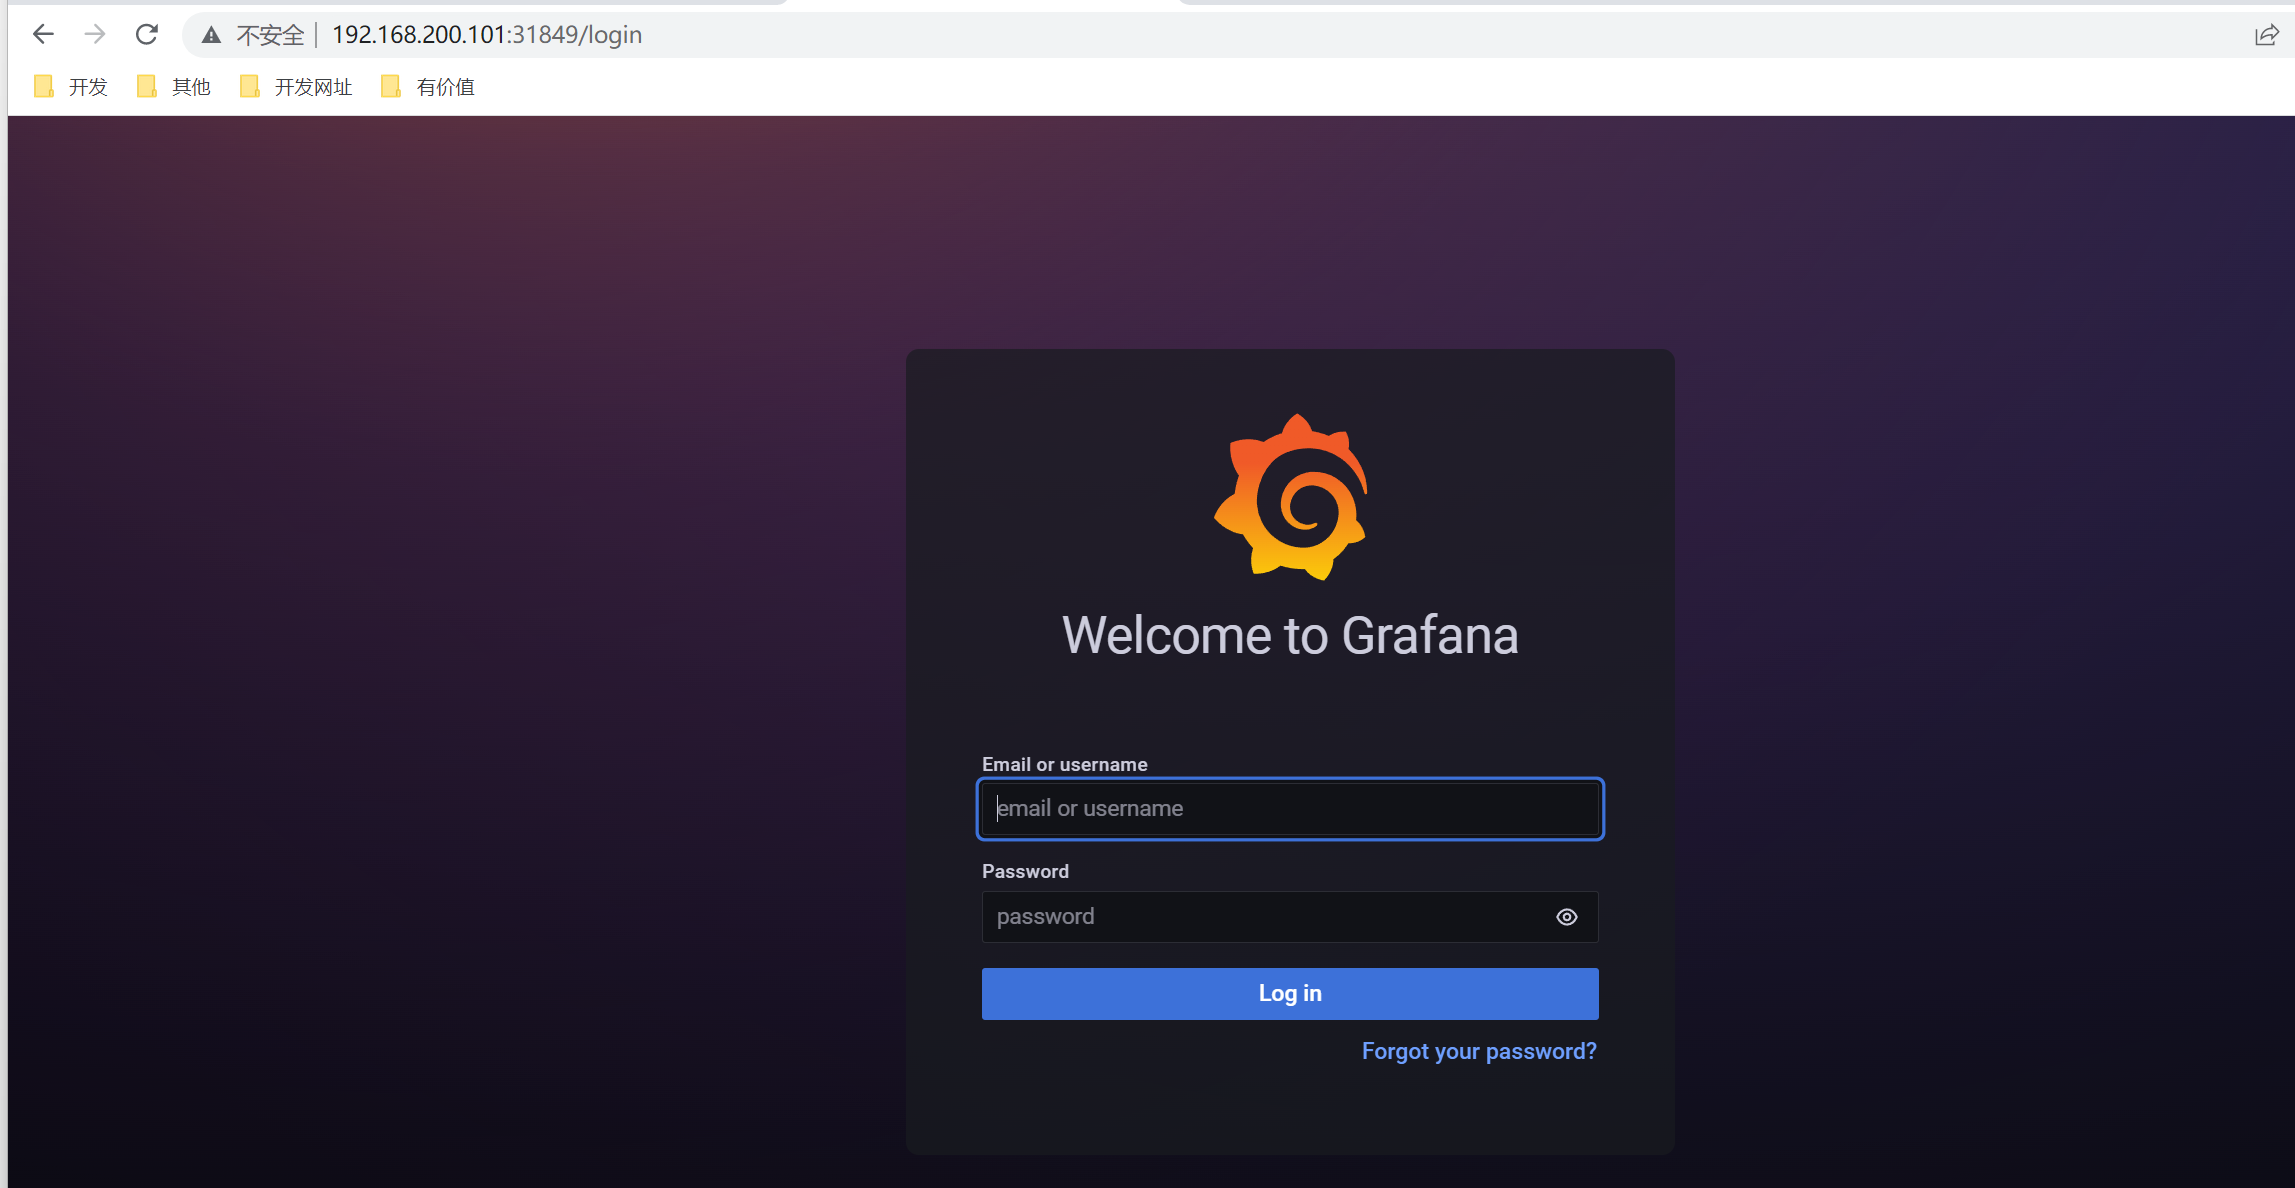 不安全 192.168.200.101:31849/login
开发 其他 开发网址 有价值
Welcome to Grafana
Email or username
email or username
Password
password
Log in
Forgot your password?